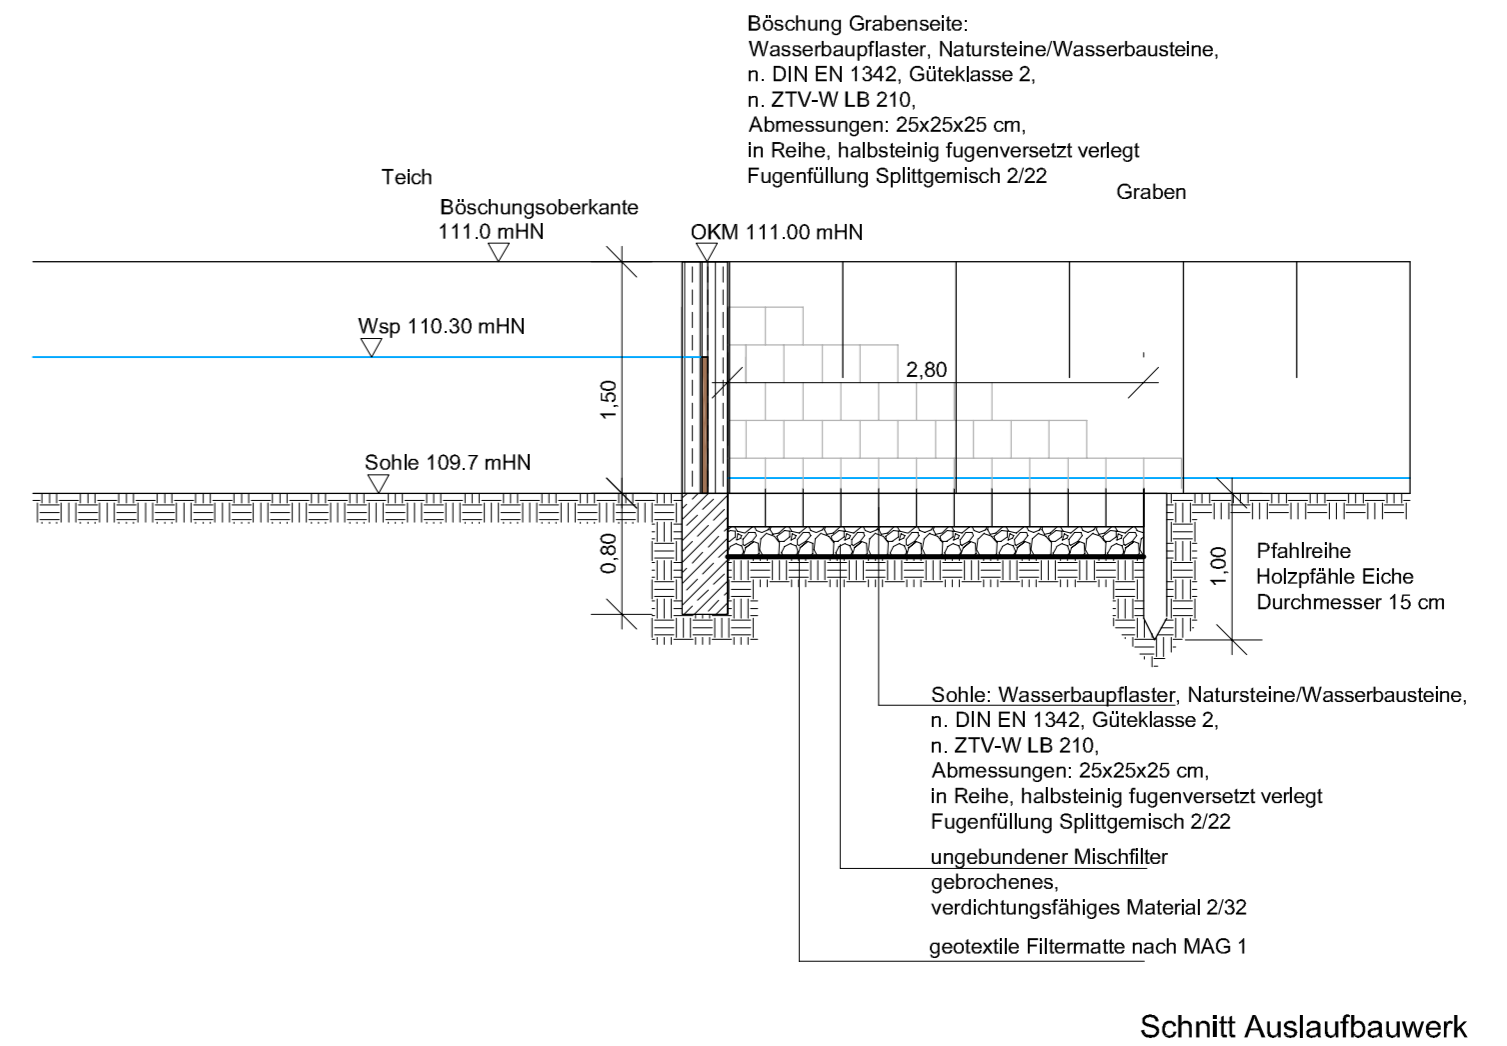 Böschung Grabenseite:
Wasserbaupflaster, Natursteine/Wasserbausteine,
n. DIN EN 1342, Güteklasse 2,
n. ZTV-W LB 210,
Abmessungen: 25x25x25 cm,
in Reihe, halbsteinig fugenversetzt verlegt
Fugenfüllung Splittgemisch 2/22
Teich
Graben
Böschungsoberkante
111.0 mHN
OKM 111.00 mHN
Wsp 110.30 mHN
2,80
1,50
Sohle 109.7 mHN
0,80
1,00
Pfahlreihe
Holzpfähle Eiche
Durchmesser 15 cm
Sohle: Wasserbaupflaster, Natursteine/Wasserbausteine,
n. DIN EN 1342, Güteklasse 2,
n. ZTV-W LB 210,
Abmessungen: 25x25x25 cm,
in Reihe, halbsteinig fugenversetzt verlegt
Fugenfüllung Splittgemisch 2/22
ungebundener Mischfilter
gebrochenes,
verdichtungsfähiges Material 2/32
geotextile Filtermatte nach MAG 1
Schnitt Auslaufbauwerk